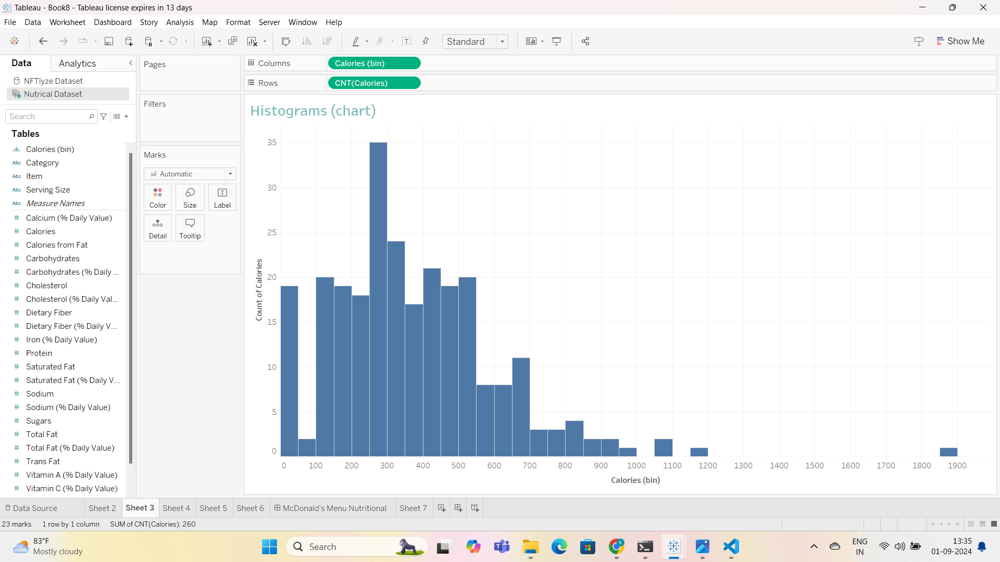 Tableau - Book8 - Tableau license expires in 13 days
File Data Worksheet Dashboard Story Analysis Map Format Server Window Help
Standard
Show Me
Data Analytics
NFTlyze Dataset
Nutrical Dataset
Search
Tables
Calories (bin)
Abc Category
Abc Item
Abc Serving Size
Abc Measure Names
# Calcium (% Daily Value)
# Calories
# Calories from Fat
# Carbohydrates
# Carbohydrates (% Daily ...
# Cholesterol
# Cholesterol (% Daily Val...
# Dietary Fiber
# Dietary Fiber (% Daily V...
# Iron (% Daily Value)
# Protein
# Saturated Fat
# Saturated Fat (% Daily V...
# Sodium
# Sodium (% Daily Value)
# Sugars
# Total Fat
# Total Fat (% Daily Value)
# Trans Fat
# Vitamin A (% Daily Value)
# Vitamin C (% Daily Value)
Pages
Filters
Marks
Automatic
Color Size Label
Detail Tooltip
Columns Calories (bin)
Rows CNT(Calories)
Histograms (chart)
35
30
25
20
15
10
5
0
Count of Calories
0 100 200 300 400 500 600 700 800 900 1000 1100 1200 1300 1400 1500 1600 1700 1800 1900
Calories (bin)
Data Source Sheet 2 Sheet 3 Sheet 4 Sheet 5 Sheet 6 McDonald's Menu Nutritional Sheet 7
23 marks 1 row by 1 column SUM of CNT(Calories): 260
83°F
Mostly cloudy
Search
ENG
IN
13:35
01-09-2024